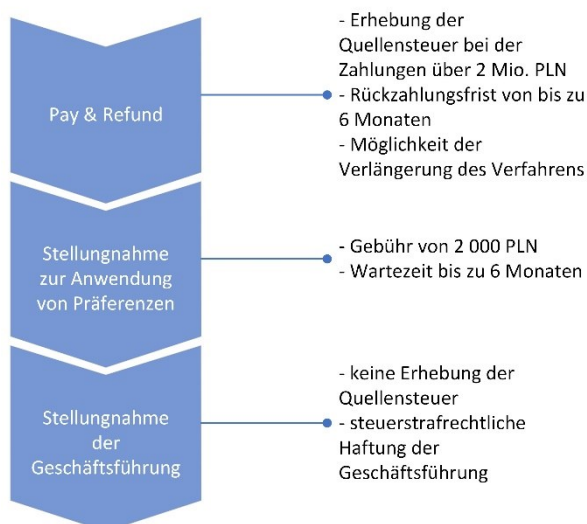 Pay & Refund
- Erhebung der
Quellensteuer bei der
Zahlungen über 2 Mio. PLN
- Rückzahlungsfrist von bis zu
6 Monaten
- Möglichkeit der
Verlängerung des Verfahrens
Stellungnahme
zur Anwendung
von Präferenzen
- Gebühr von 2 000 PLN
- Wartezeit bis zu 6 Monaten
Stellungnahme
der
Geschäftsführung
- keine Erhebung der
Quellensteuer
- steuerstrafrechtliche
Haftung der
Geschäftsführung